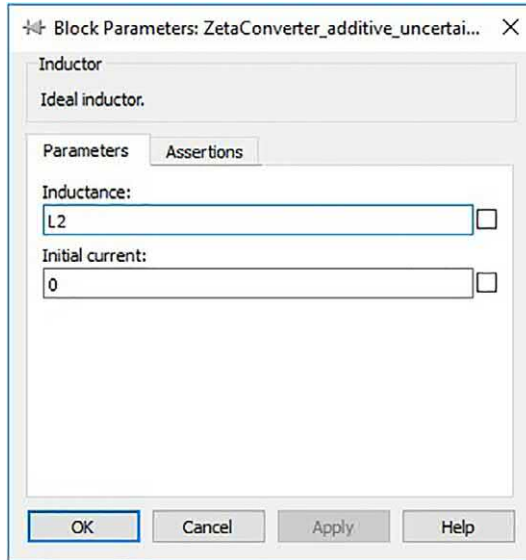 Block Parameters: ZetaConverter_additive_uncertai...
Inductor
Ideal inductor.
Parameters Assertions
Inductance:
L2
Initial current:
0
OK Cancel Apply Help